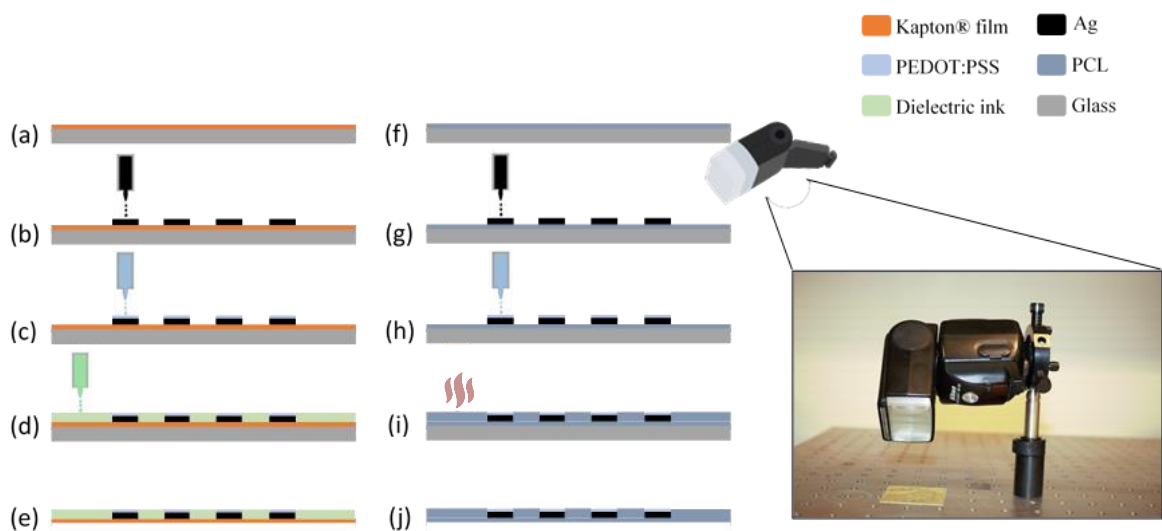 Kapton® film
Ag
PEDOT:PSS
PCL
Dielectric ink
Glass
(a)
(f)
(b)
(g)
(c)
(h)
(d)
(i)
(e)
(j)